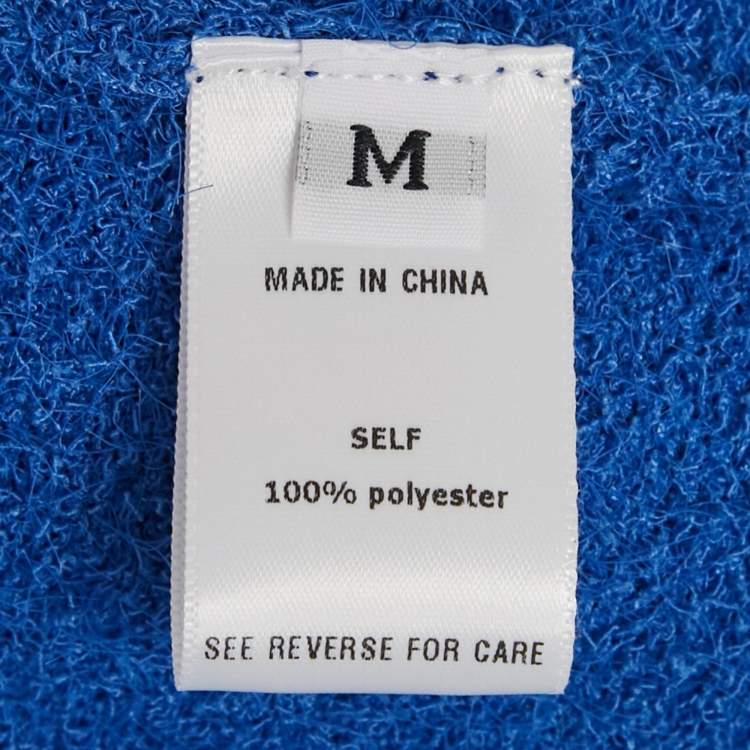 M
MADE IN CHINA
SELF
100% polyester
SEE REVERSE FOR CARE